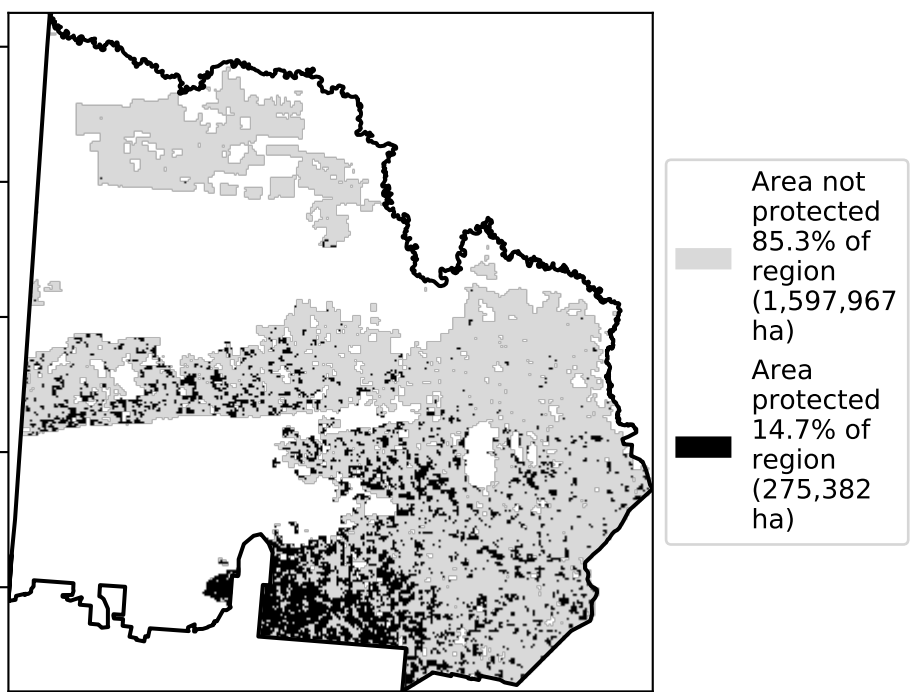 Area not
protected
85.3% of
region
(1,597,967
ha)
Area
protected
14.7% of
region
(275,382
ha)